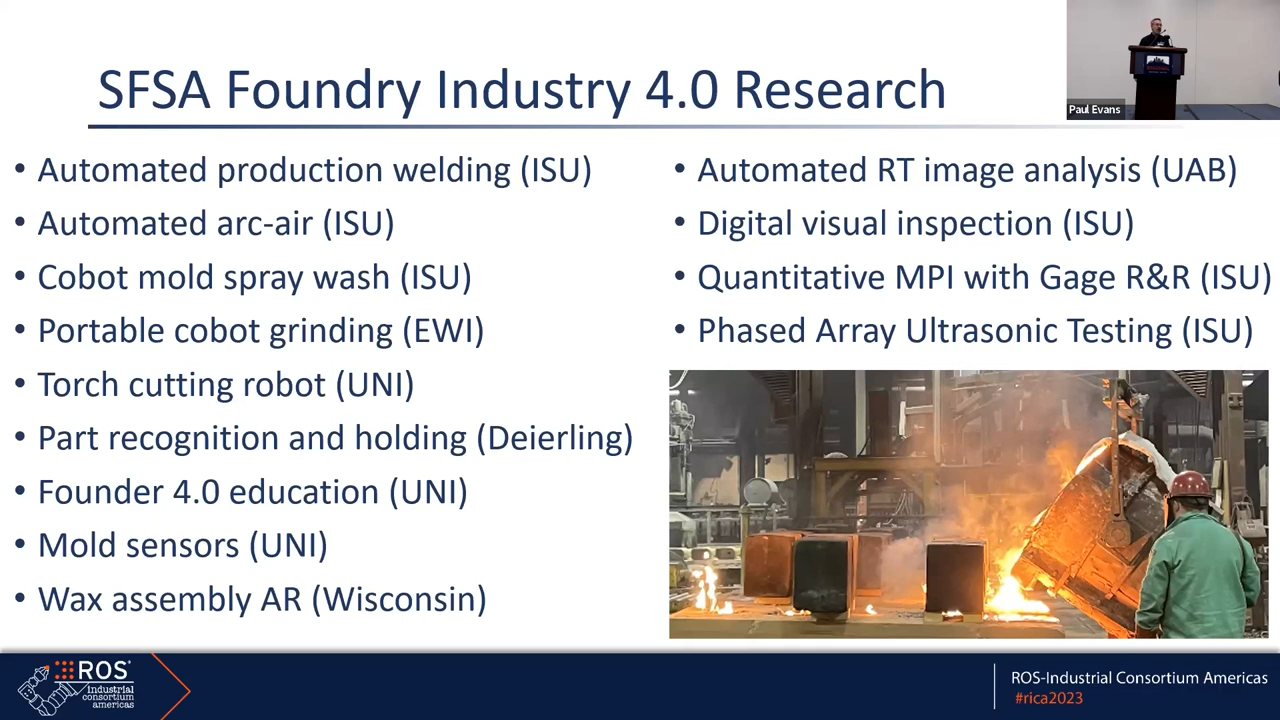 SFSA Foundry Industry 4.0 Research
Paul Evans
• Automated production welding (ISU)
• Automated arc-air (ISU)
• Cobot mold spray wash (ISU)
• Portable cobot grinding (EWI)
• Torch cutting robot (UNI)
• Part recognition and holding (Deierling)
• Founder 4.0 education (UNI)
• Mold sensors (UNI)
• Wax assembly AR (Wisconsin)
• Automated RT image analysis (UAB)
• Digital visual inspection (ISU)
• Quantitative MPI with Gage R&R (ISU)
• Phased Array Ultrasonic Testing (ISU)
ROS
industrial
consortium
americas
ROS-Industrial Consortium Americas
#rica2023